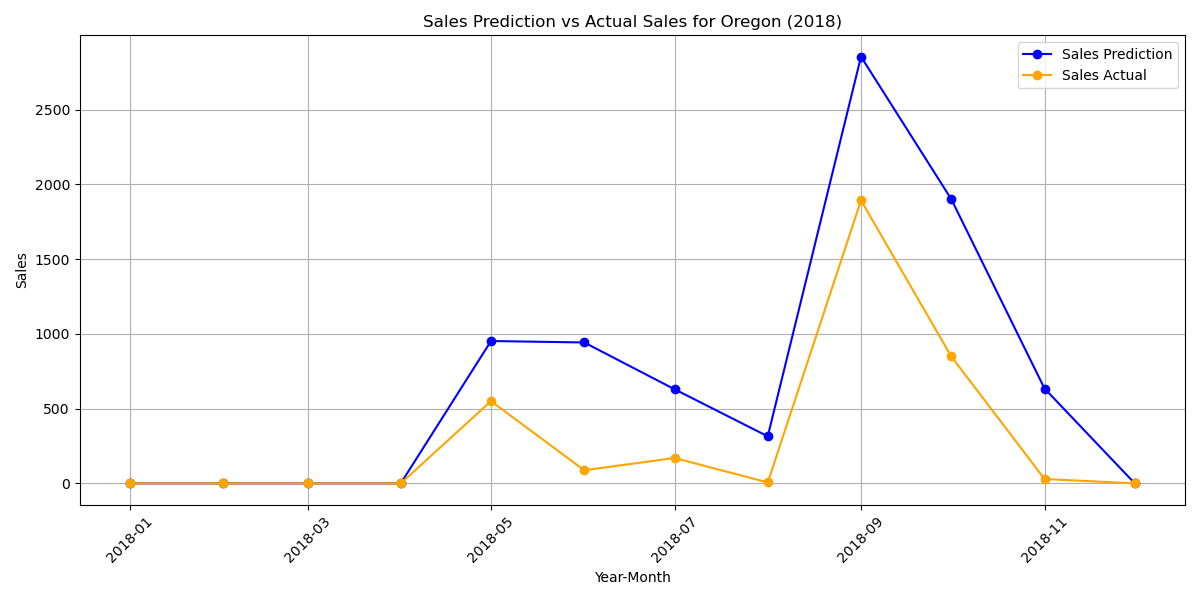 Sales Prediction vs Actual Sales for Oregon (2018)
Sales Prediction
Sales Actual
2500
2000
1500
1000
500
0
Sales
2018-01
2018-03
2018-05
2018-07
2018-09
2018-11
Year-Month